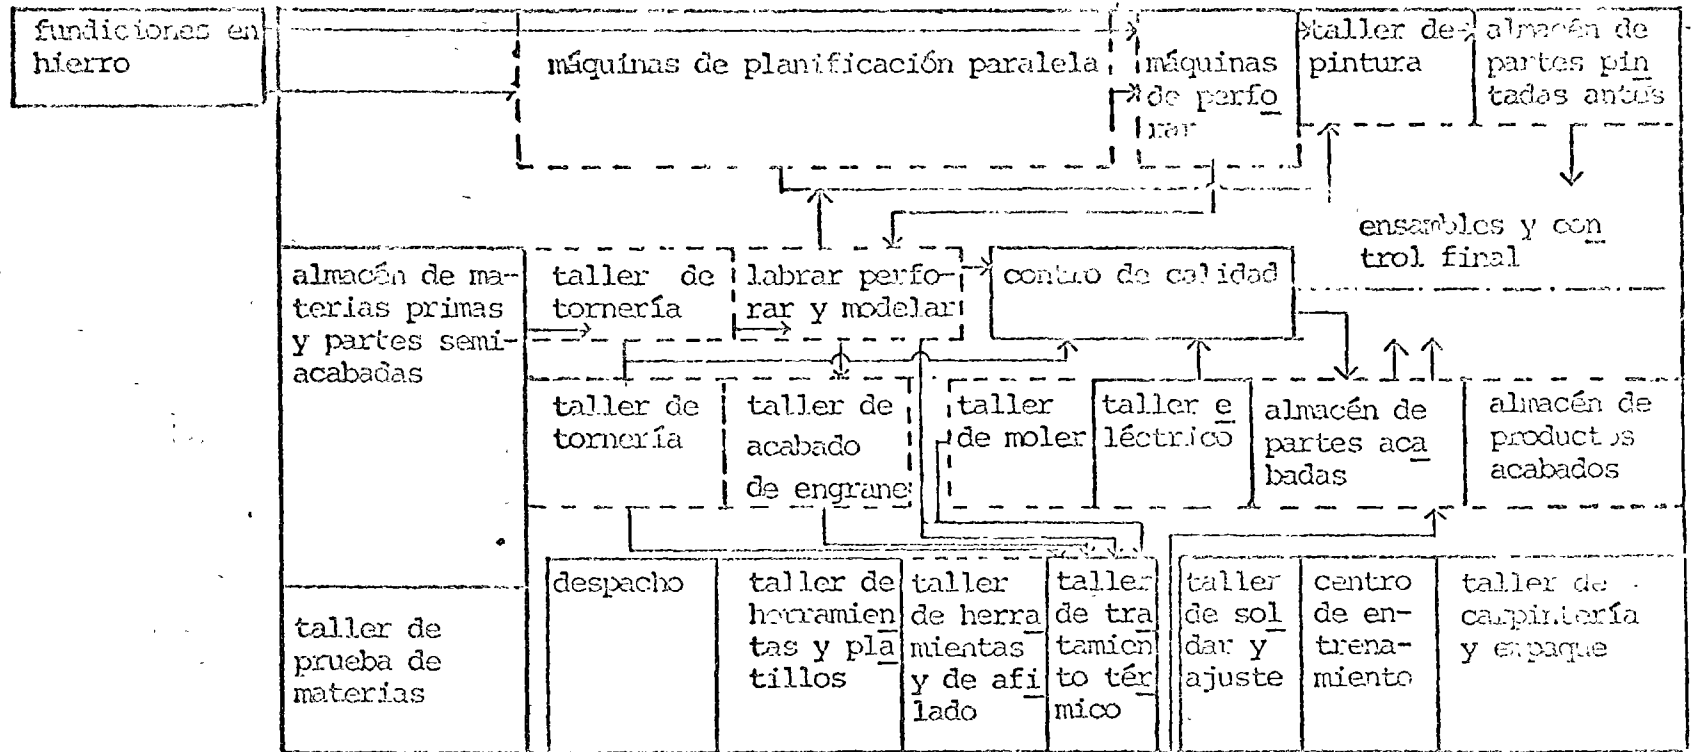 fundiciones en
hierro
máquinas de planificación paralela
máquinas
de perfo
rar
taller de
pintura
almacén de
partes pin
tadas antes
ensambles y con
trol final
almacén de ma-
terias primas
y partes semi-
acabadas
taller de
tornería
labrar perfo-
rar y modelar
contro de calidad
taller de
tornería
taller de
acabado
de engrane
taller
de moler
taller e
léctrico
almacén de
partes aca
badas
almacén de
productos
acabados
taller de
prueba de
materias
despacho
taller de
herramien
tas y pla
tillos
taller
de herra
mientas
y de afi
lado
taller
de tra
tamien
to tér
mico
taller
de sol
dar y
ajuste
centro
de en-
trena-
miento
taller de
carpintería
y empaque